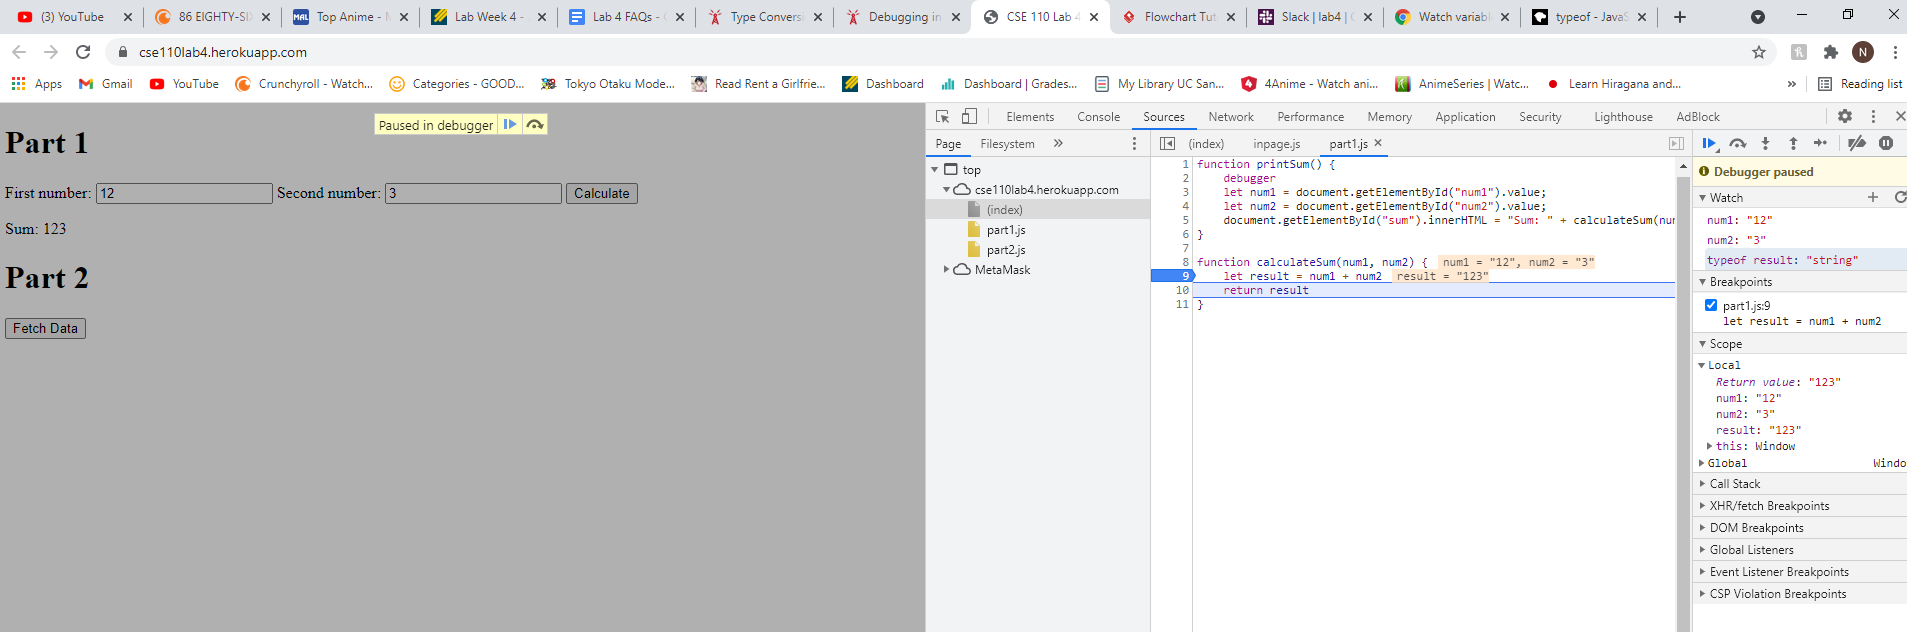 (3) YouTube
86 EIGHTY-SIX
Top Anime - M
Lab Week 4 -
Lab 4 FAQs -
Type Conversi
Debugging in
CSE 110 Lab 4
Flowchart Tut
Slack | lab4 |
Watch variabl
typeof - JavaS
cse110lab4.herokuapp.com
N
Apps
Gmail
YouTube
Crunchyroll - Watch...
Categories - GOOD...
Tokyo Otaku Mode...
Read Rent a Girlfrie...
Dashboard
Dashboard | Grades...
My Library UC San...
4Anime - Watch ani...
AnimeSeries | Watc...
Learn Hiragana and...
»
Reading list
Paused in debugger
Part 1
First number: 12 Second number: 3 Calculate
Sum: 123
Part 2
Fetch Data
Elements Console Sources Network Performance Memory Application Security Lighthouse AdBlock
Page Filesystem »
top
cse110lab4.herokuapp.com
(index)
part1.js
part2.js
MetaMask
(index) inpage.js part1.js
1 function printSum() {
2 debugger
3 let num1 = document.getElementById("num1").value;
4 let num2 = document.getElementById("num2").value;
5 document.getElementById("sum").innerHTML = "Sum: " + calculateSum(num
6 }
7
8 function calculateSum(num1, num2) { num1 = "12", num2 = "3"
9 let result = num1 + num2 result = "123"
10 return result
11 }
Debugger paused
Watch
num1: "12"
num2: "3"
typeof result: "string"
Breakpoints
part1.js:9
let result = num1 + num2
Scope
Local
Return value: "123"
num1: "12"
num2: "3"
result: "123"
this: Window
Global Windo
Call Stack
XHR/fetch Breakpoints
DOM Breakpoints
Global Listeners
Event Listener Breakpoints
CSP Violation Breakpoints